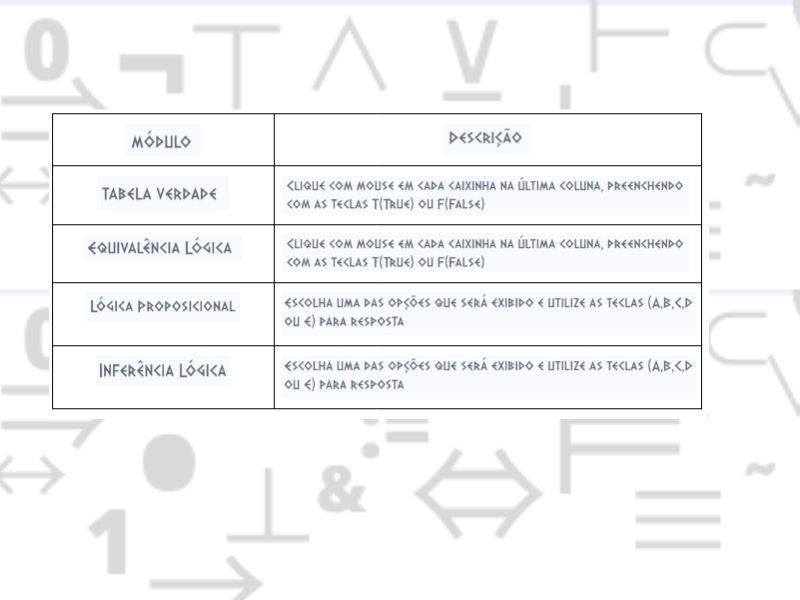 MÓDULO
DESCRIÇÃO
TABELA VERDADE
CLIQUE COM MOUSE EM CADA CAIXINHA NA ÚLTIMA COLUNA, PREENCHENDO
COM AS TECLAS T(TRUE) OU F(FALSE)
EQUIVALÊNCIA LÓGICA
CLIQUE COM MOUSE EM CADA CAIXINHA NA ÚLTIMA COLUNA, PREENCHENDO
COM AS TECLAS T(TRUE) OU F(FALSE)
LÓGICA PROPOSICIONAL
ESCOLHA UMA DAS OPÇÕES QUE SERÁ EXIBIDO E UTILIZE AS TECLAS (A,B,C,D
OU E) PARA RESPOSTA
INFERÊNCIA LÓGICA
ESCOLHA UMA DAS OPÇÕES QUE SERÁ EXIBIDO E UTILIZE AS TECLAS (A,B,C,D
OU E) PARA RESPOSTA